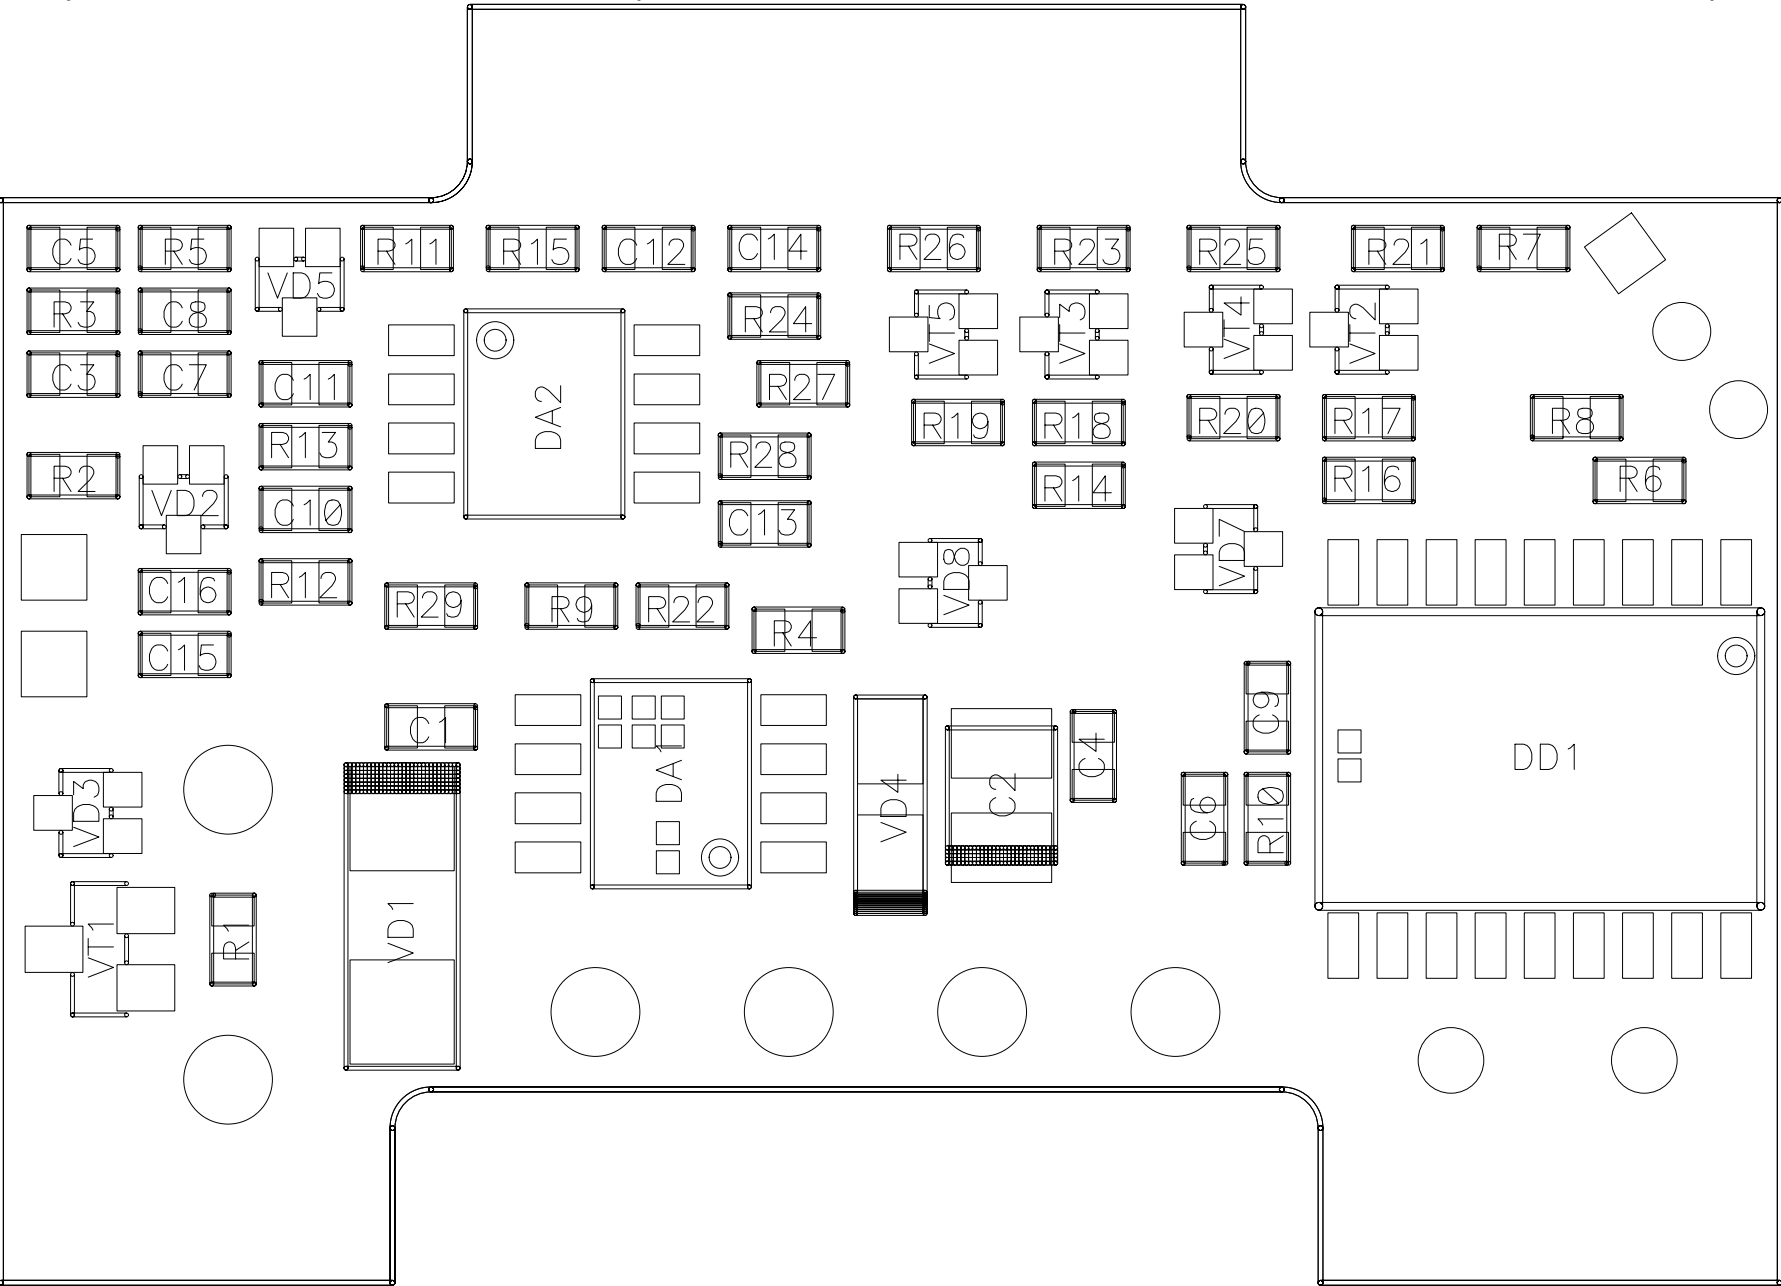 C5 R5 R11 R15 C12 C14 R26 R23 R25 R21 R7
VD5
R3 C8 R24 VT5 VT3 VT4 VT2
C3 C7 C11 R27
DA2 R19 R18 R20 R17 R8
R13 R28
R2 R14 R16 R6
VD2 C10 C13
VD7
C16 R12 VD8
R29 R9 R22 R4
C15
C1 C9
DA1 C4 DD1
VD3 VD4 C2 C6 R10
VT1 R1 VD1